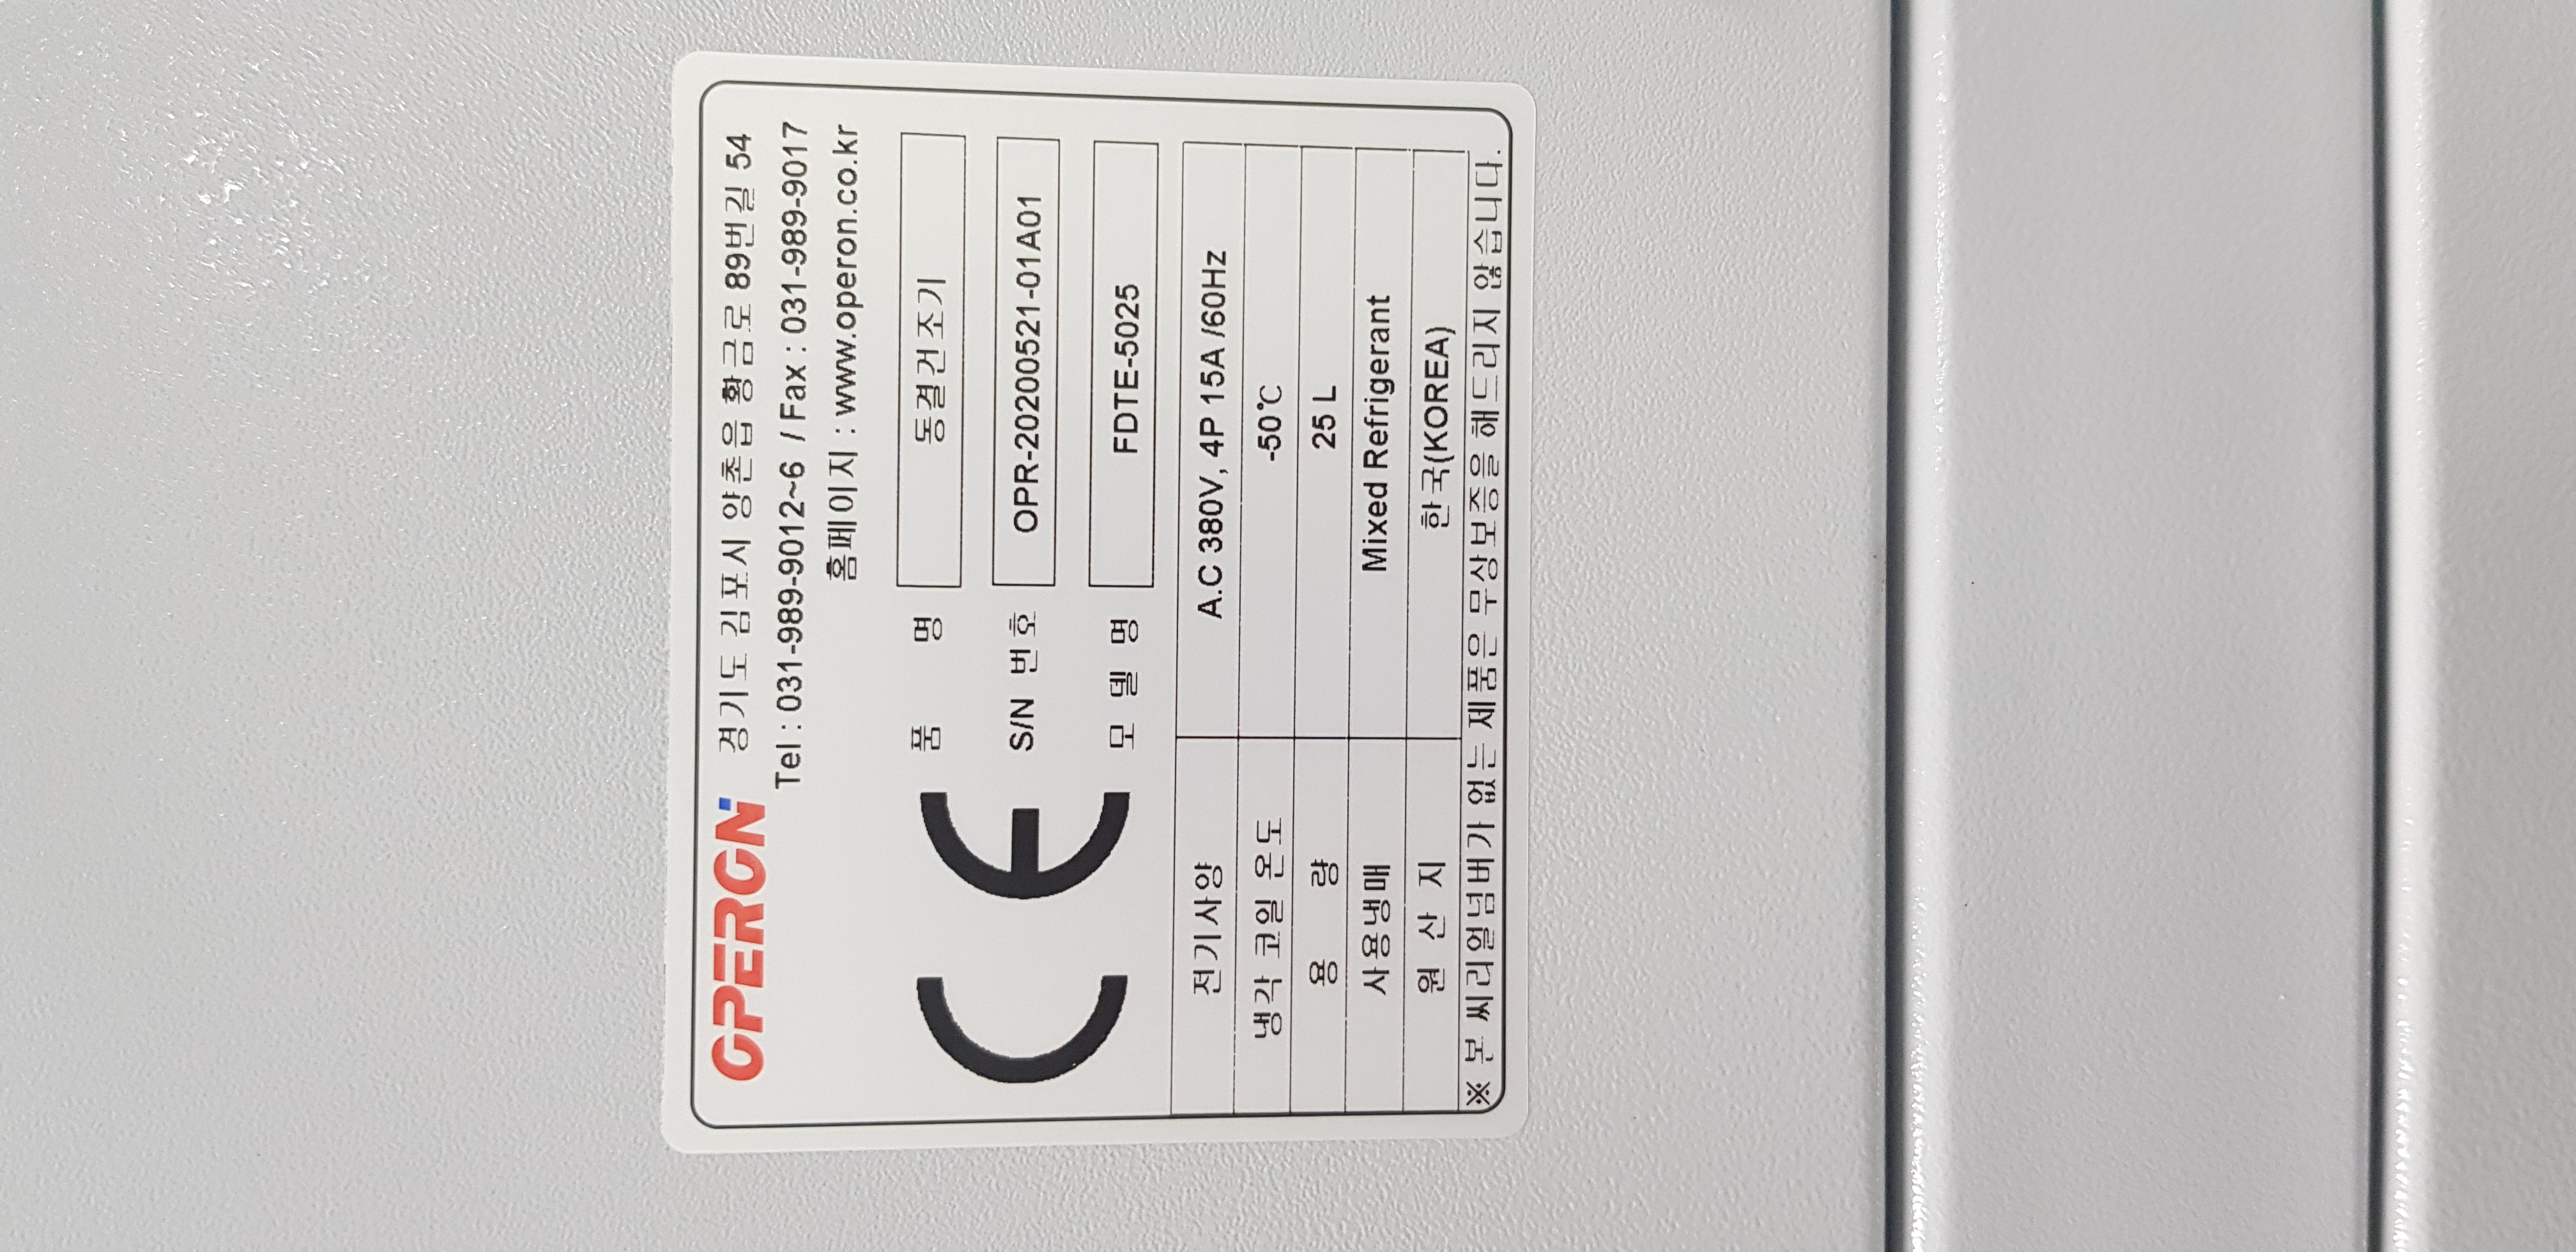 OPERON 경기도 김포시 양촌읍 황금로 89번길 54
Tel : 031-989-9012~6 / Fax : 031-989-9017
홈페이지 : www.operon.co.kr
CE
품 명 동결건조기
S/N 번호 OPR-20200521-01A01
모 델 명 FDTE-5025
전기사양 A.C 380V, 4P 15A /60Hz
냉각 코일 온도 -50℃
용 량 25 L
사용냉매 Mixed Refrigerant
원 산 지 한국(KOREA)
※ 본 씨리얼넘버가 없는 제품은 무상보증을 해드리지 않습니다.